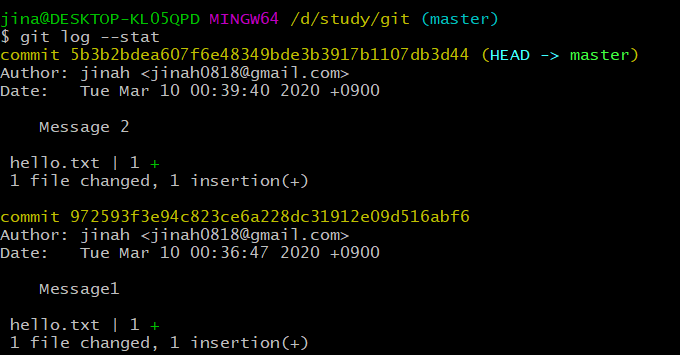 jina@DESKTOP-KL05QPD MINGW64 /d/study/git (master)
$ git log --stat
commit 5b3b2bdea607f6e48349bde3b3917b1107db3d44 (HEAD -> master)
Author: jinah <jinah0818@gmail.com>
Date:   Tue Mar 10 00:39:40 2020 +0900
    Message 2
 hello.txt | 1 +
 1 file changed, 1 insertion(+)
commit 972593f3e94c823ce6a228dc31912e09d516abf6
Author: jinah <jinah0818@gmail.com>
Date:   Tue Mar 10 00:36:47 2020 +0900
    Message1
 hello.txt | 1 +
 1 file changed, 1 insertion(+)